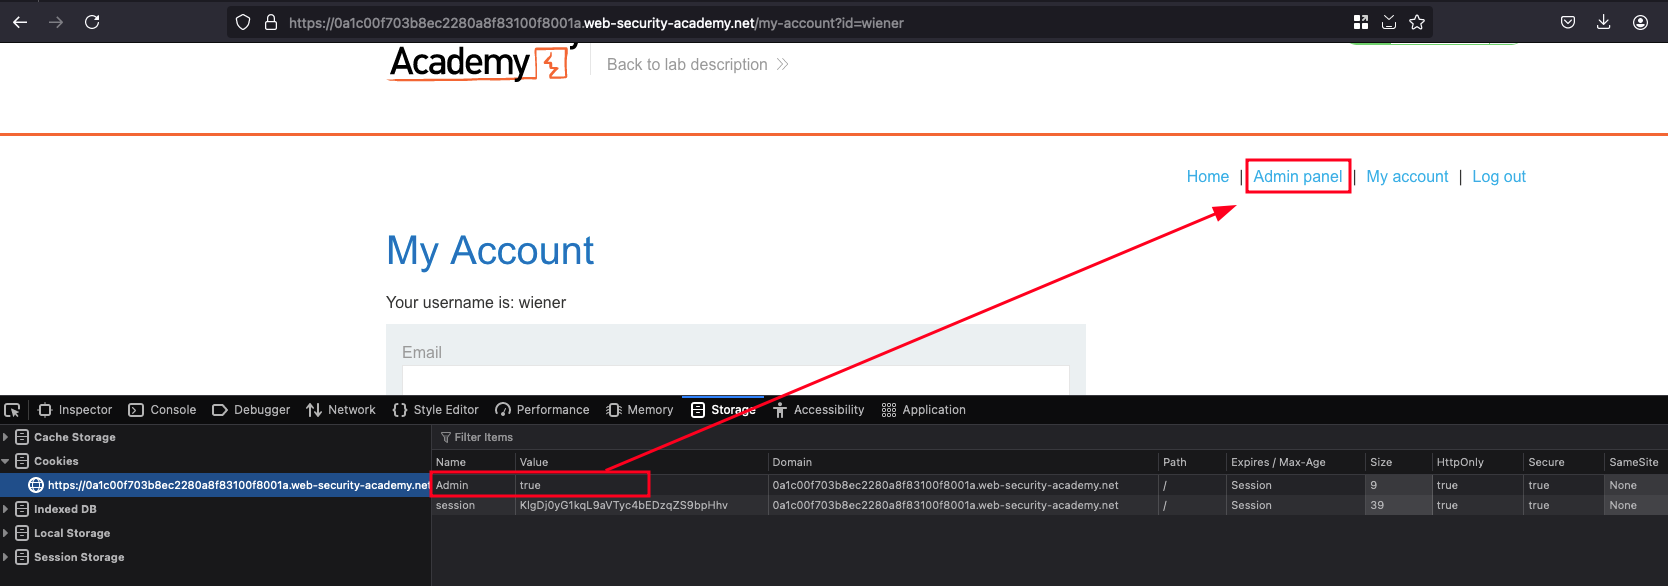 https://0a1c00f703b8ec2280a8f83100f8001a.web-security-academy.net/my-account?id=wiener
Academy
Back to lab description
Home | Admin panel | My account | Log out
My Account
Your username is: wiener
Email
Inspector Console Debugger Network Style Editor Performance Memory Storage Accessibility Application
Cache Storage
Cookies
https://0a1c00f703b8ec2280a8f83100f8001a.web-security-academy.net
Indexed DB
Local Storage
Session Storage
Filter Items
Name Value Domain Path Expires / Max-Age Size HttpOnly Secure SameSite
Admin true 0a1c00f703b8ec2280a8f83100f8001a.web-security-academy.net / Session 9 true true None
session KlgDj0yG1kqL9aVTyc4bEDzqZS9bpHhv 0a1c00f703b8ec2280a8f83100f8001a.web-security-academy.net / Session 39 true true None